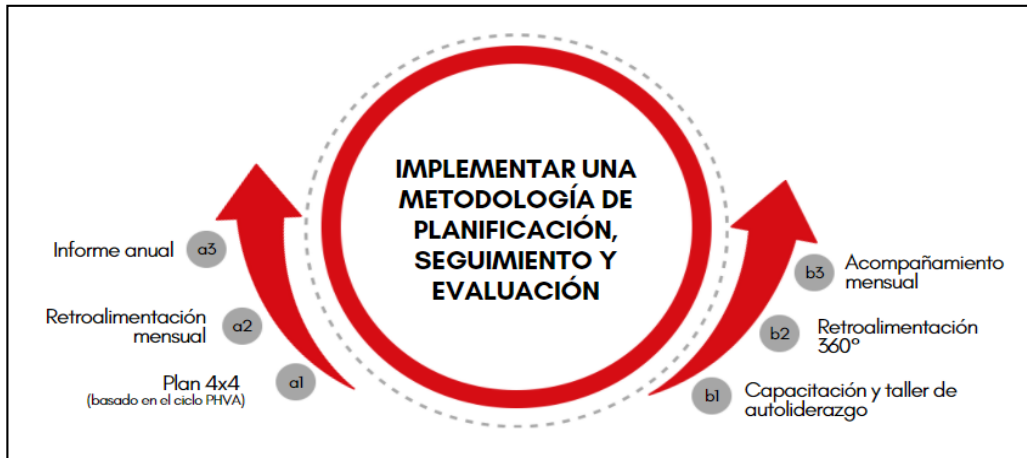 IMPLEMENTAR UNA
METODOLOGÍA DE
PLANIFICACIÓN,
SEGUIMIENTO Y
EVALUACIÓN
Informe anual a3
Retroalimentación
mensual
a2
Plan 4x4
(basado en el ciclo PHVA)
a1
b3
Acompañamiento
mensual
b2
Retroalimentación
360°
b1
Capacitación y taller de
autoliderazgo